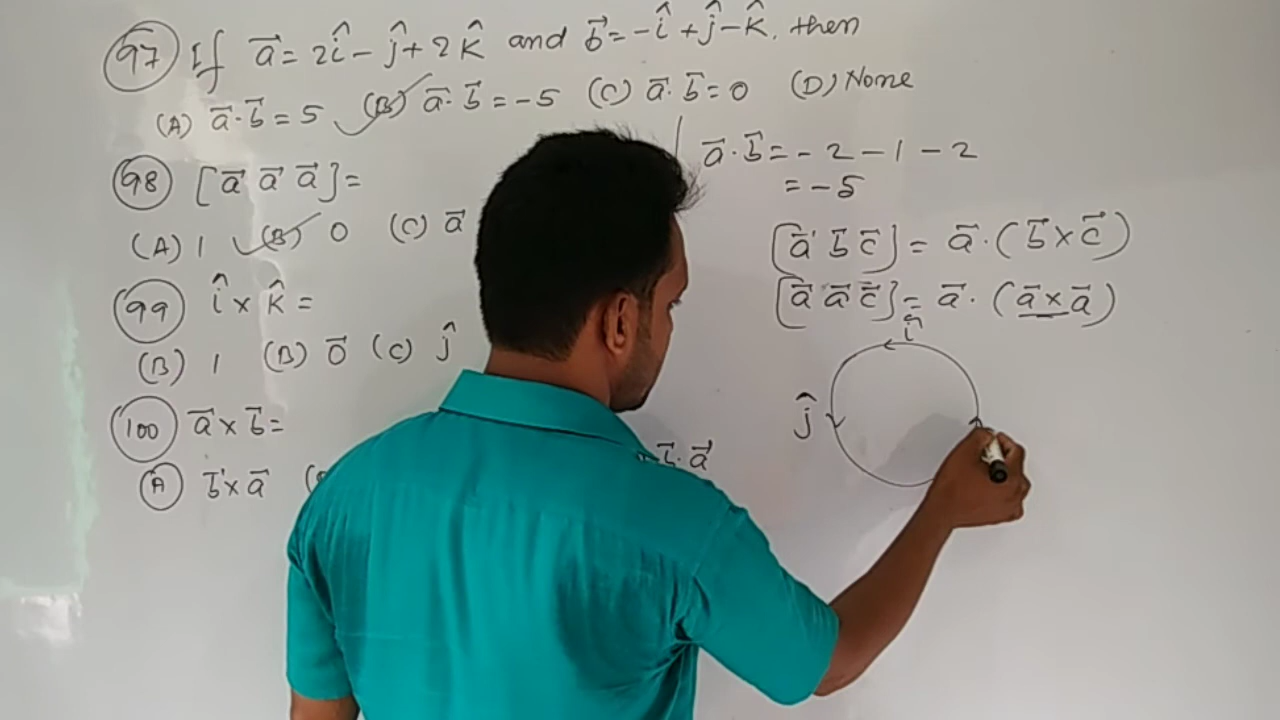 97) If a⃗ = 2î - ĵ + 2k̂ and b⃗ = -î + ĵ - k̂, then
(A) a⃗·b⃗ = 5 (B) a⃗·b⃗ = -5 (C) a⃗·b⃗ = 0 (D) None
98) [a⃗ a⃗ a⃗] =
(A) 1 (B) 0 (C) a⃗
99) î × k̂ =
(B) 1 (B) 0⃗ (C) ĵ
100) a⃗ × b⃗ =
(A) b⃗ × a⃗
b⃗·a⃗
a⃗·b⃗ = - 2 - 1 - 2
= -5
[a⃗ b⃗ c⃗] = a⃗·(b⃗ × c⃗)
[a⃗ a⃗ c⃗] = a⃗·(a⃗ × a⃗)
î
ĵ